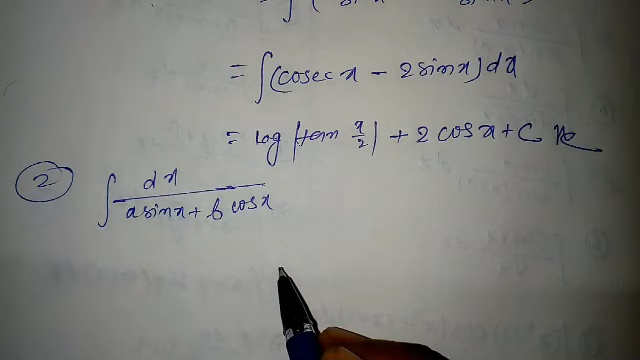 = ∫(cosec x - 2 sin x) dx
= log |tan x/2| + 2 cos x + C
2 ∫ dx / a sin x + b cos x